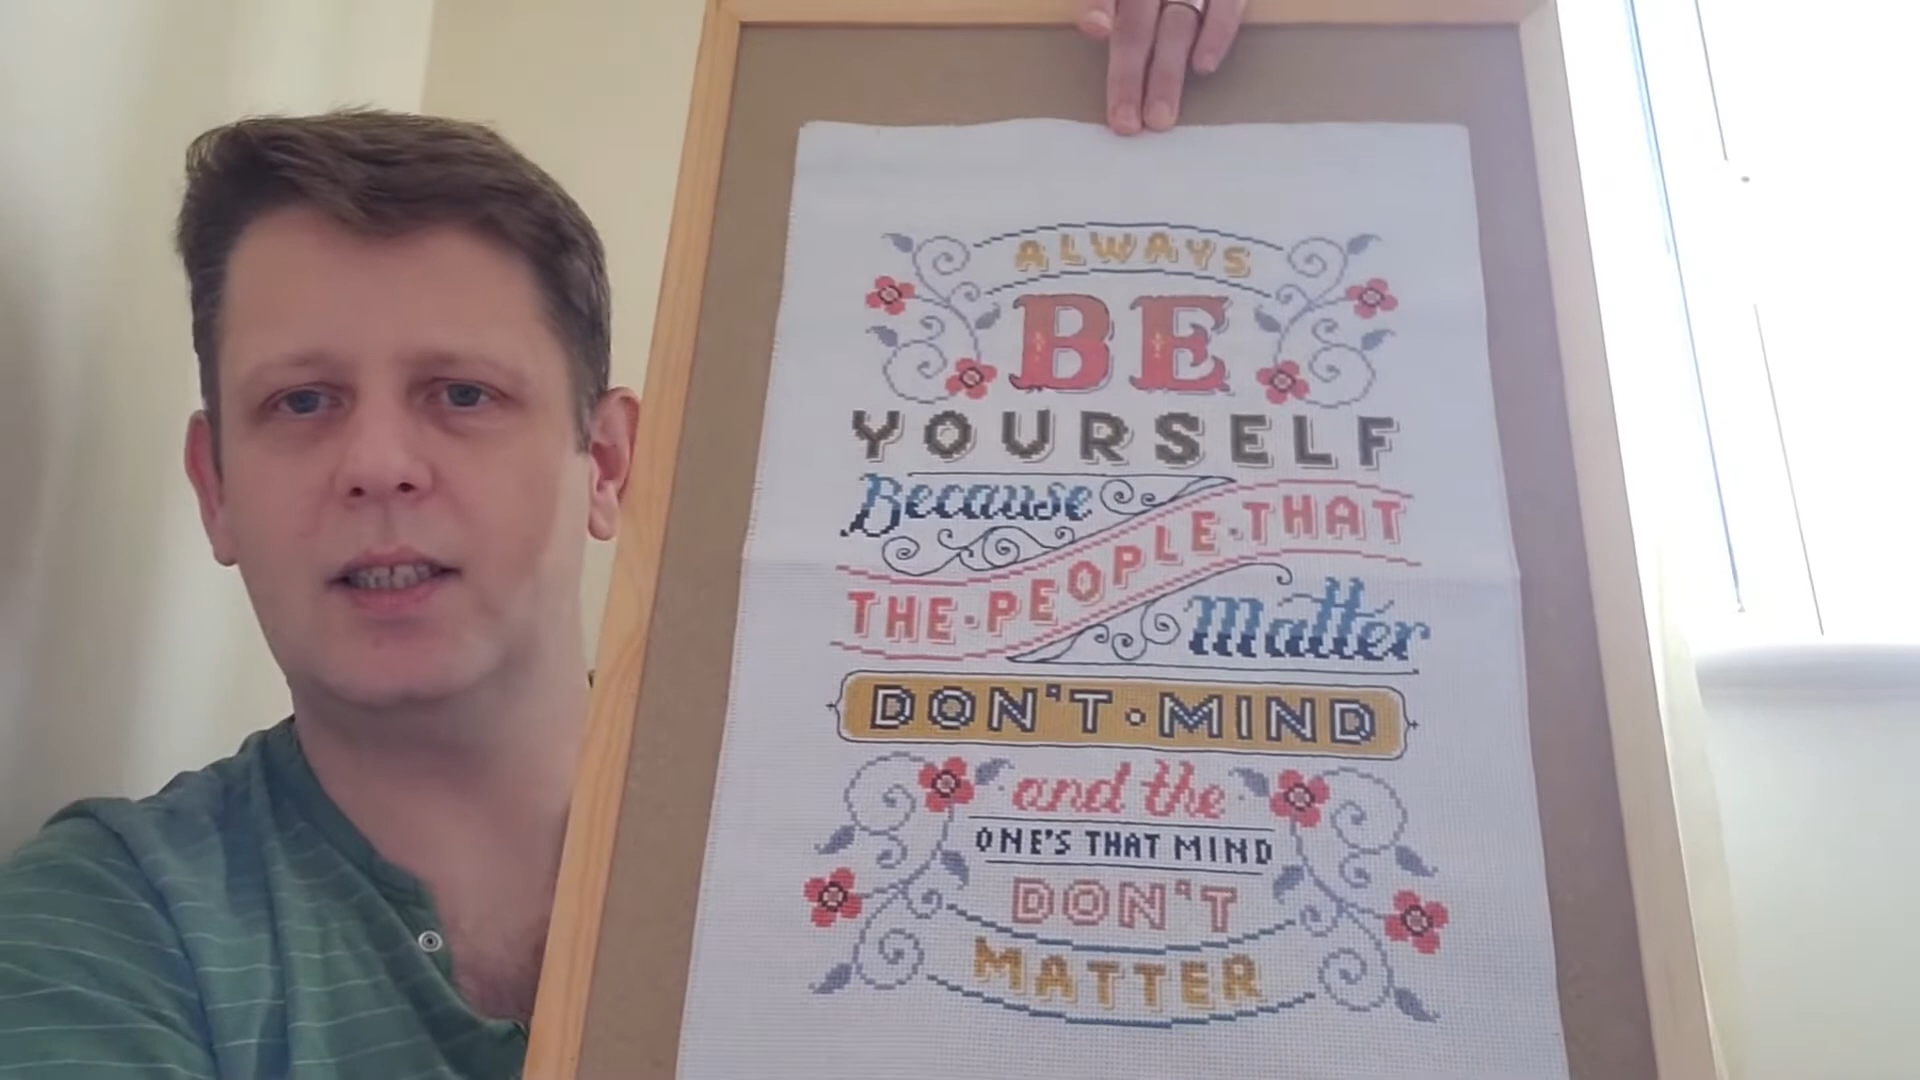 ALWAYS
BE
YOURSELF
Because
THE·PEOPLE·THAT
Matter
DON'T·MIND
and the
ONE'S THAT MIND
DON'T
MATTER